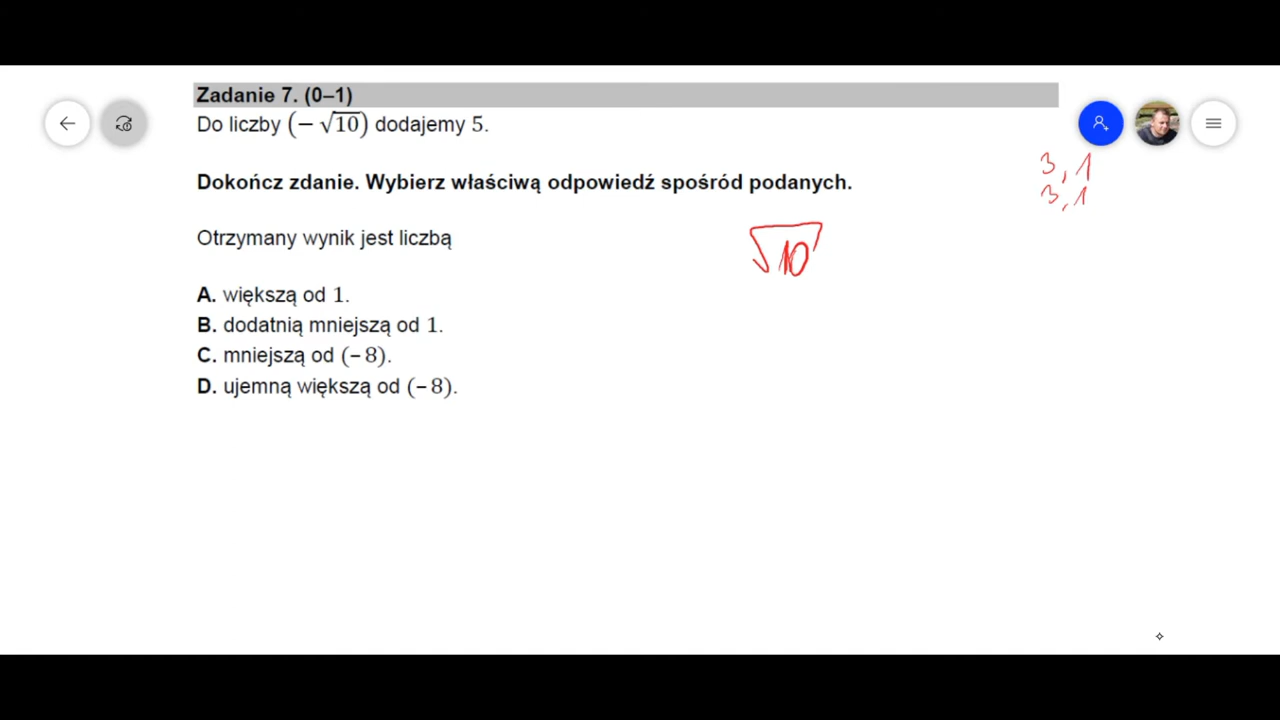 Zadanie 7. (0–1)
Do liczby (−√10) dodajemy 5.
Dokończ zdanie. Wybierz właściwą odpowiedź spośród podanych.
Otrzymany wynik jest liczbą
A. większą od 1.
B. dodatnią mniejszą od 1.
C. mniejszą od (−8).
D. ujemną większą od (−8).
√10
3,1
3,1